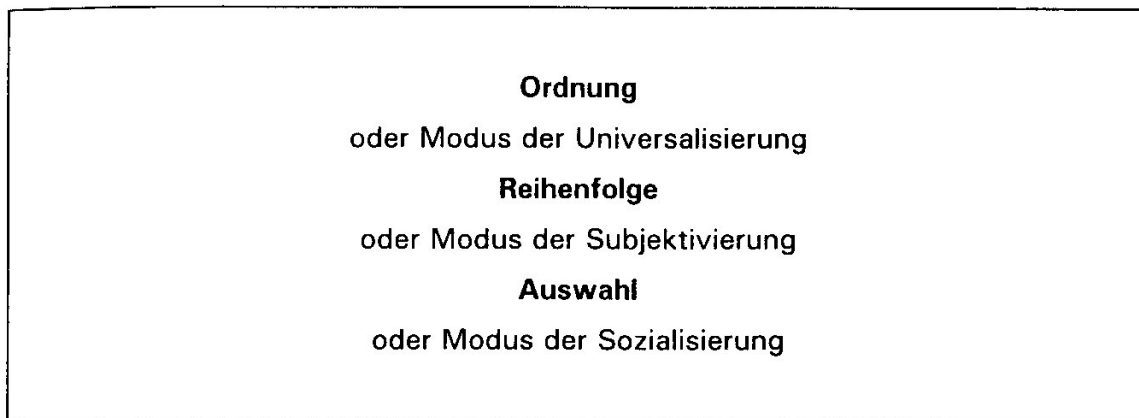 Ordnung
oder Modus der Universalisierung
Reihenfolge
oder Modus der Subjektivierung
Auswahl
oder Modus der Sozialisierung